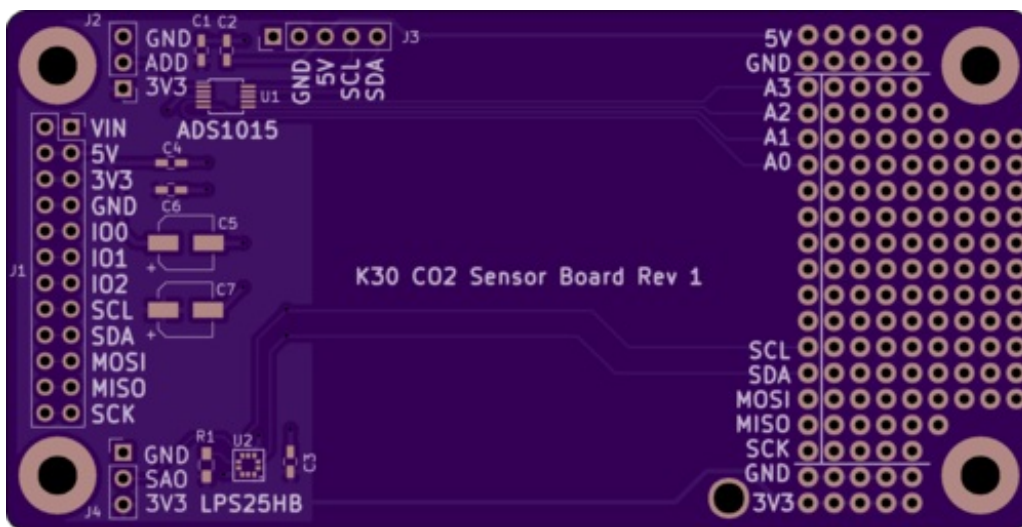 J2
GND
ADD
3V3
C1 C2
J3
GND
5V
SCL
SDA
U1
ADS1015
J1
VIN
5V
3V3
GND
IO0
IO1
IO2
SCL
SDA
MOSI
MISO
SCK
C4
C6
C5
+
C7
+
K30 CO2 Sensor Board Rev 1
5V
GND
A3
A2
A1
A0
SCL
SDA
MOSI
MISO
SCK
GND
3V3
J4
GND
SAO
3V3
R1
U2
C3
LPS25HB